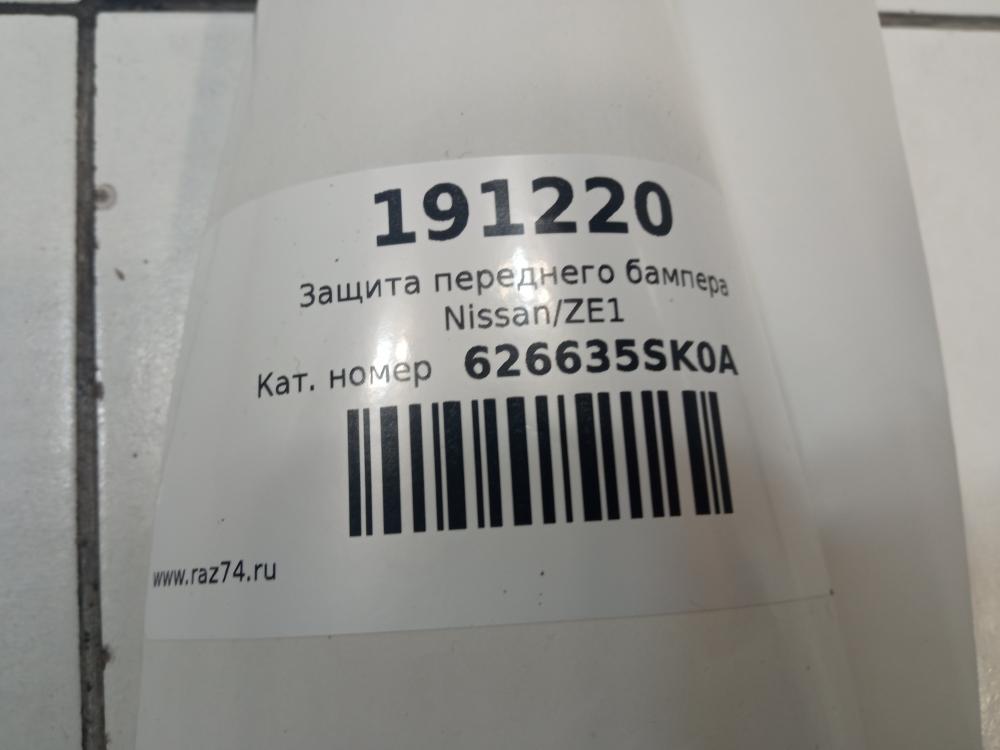 191220
Защита переднего бампера
Nissan/ZE1
Кат. номер 626635SK0A
www.raz74.ru